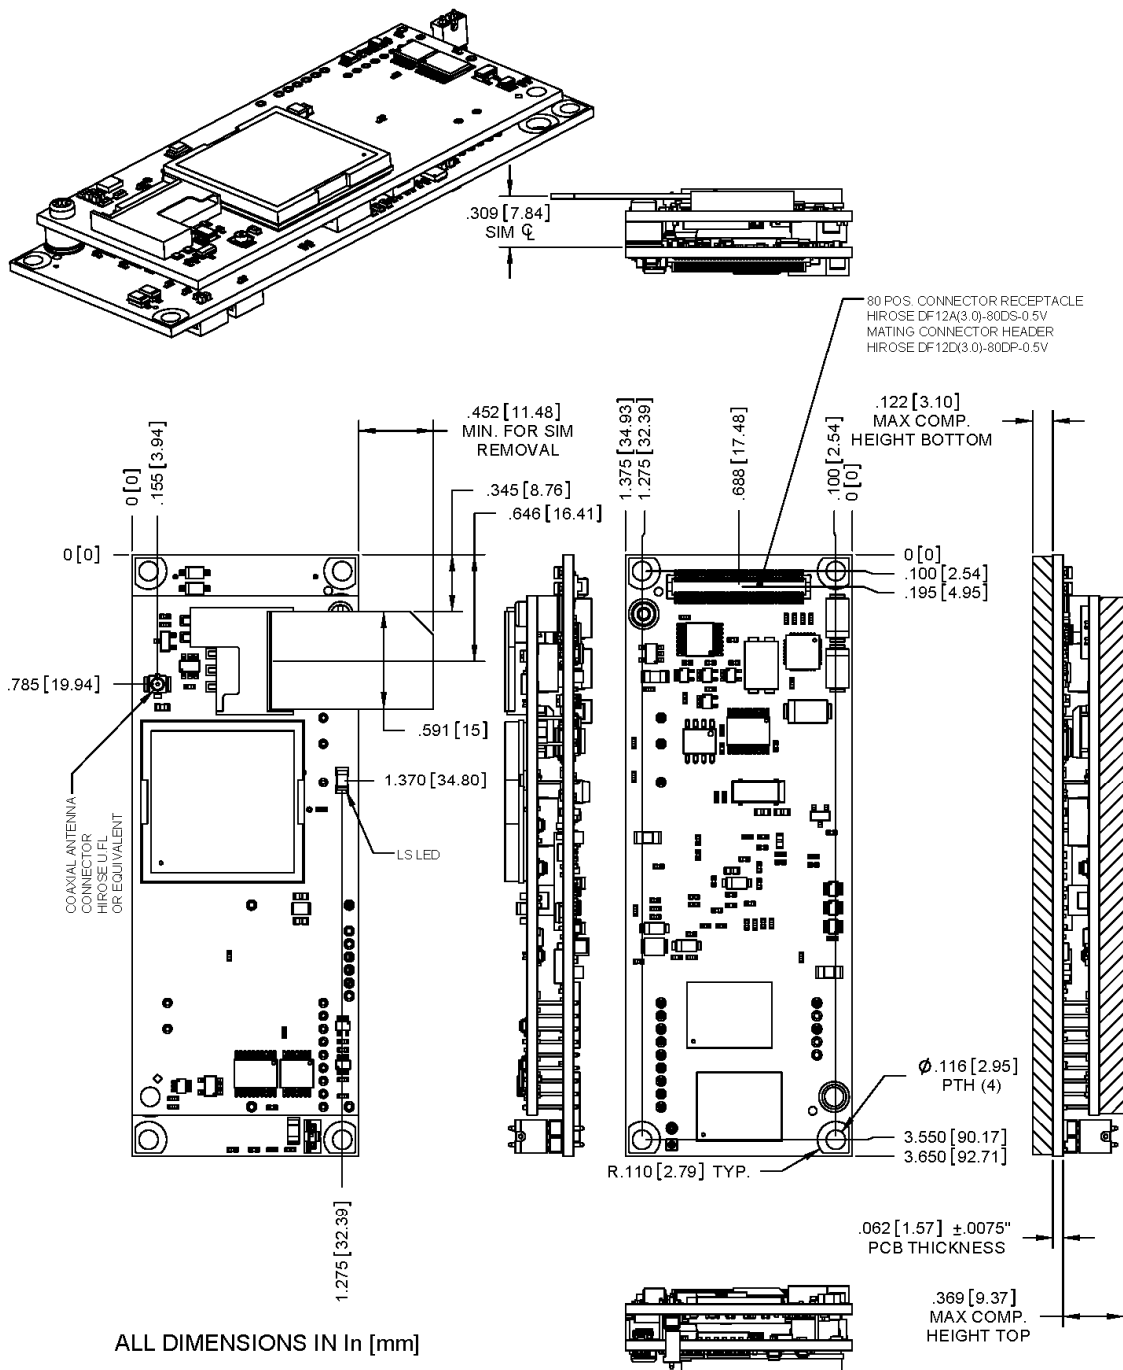 .309 [7.84]
SIM ℄
80 POS. CONNECTOR RECEPTACLE
HIROSE DF12A(3.0)-80DS-0.5V
MATING CONNECTOR HEADER
HIROSE DF12D(3.0)-80DP-0.5V
0 [0]
.155 [3.94]
.452 [11.48]
MIN. FOR SIM
REMOVAL
.345 [8.76]
.646 [16.41]
1.375 [34.93]
1.275 [32.39]
.688 [17.48]
.100 [2.54]
0 [0]
.122 [3.10]
MAX COMP.
HEIGHT BOTTOM
0 [0]
0 [0]
.100 [2.54]
.195 [4.95]
.785 [19.94]
.591 [15]
1.370 [34.80]
LS LED
COAXIAL ANTENNA
CONNECTOR
HIROSE U.FL
OR EQUIVALENT
Ø.116 [2.95]
PTH (4)
3.550 [90.17]
3.650 [92.71]
R.110 [2.79] TYP.
1.275 [32.39]
.062 [1.57] ±.0075"
PCB THICKNESS
.369 [9.37]
MAX COMP.
HEIGHT TOP
ALL DIMENSIONS IN In [mm]